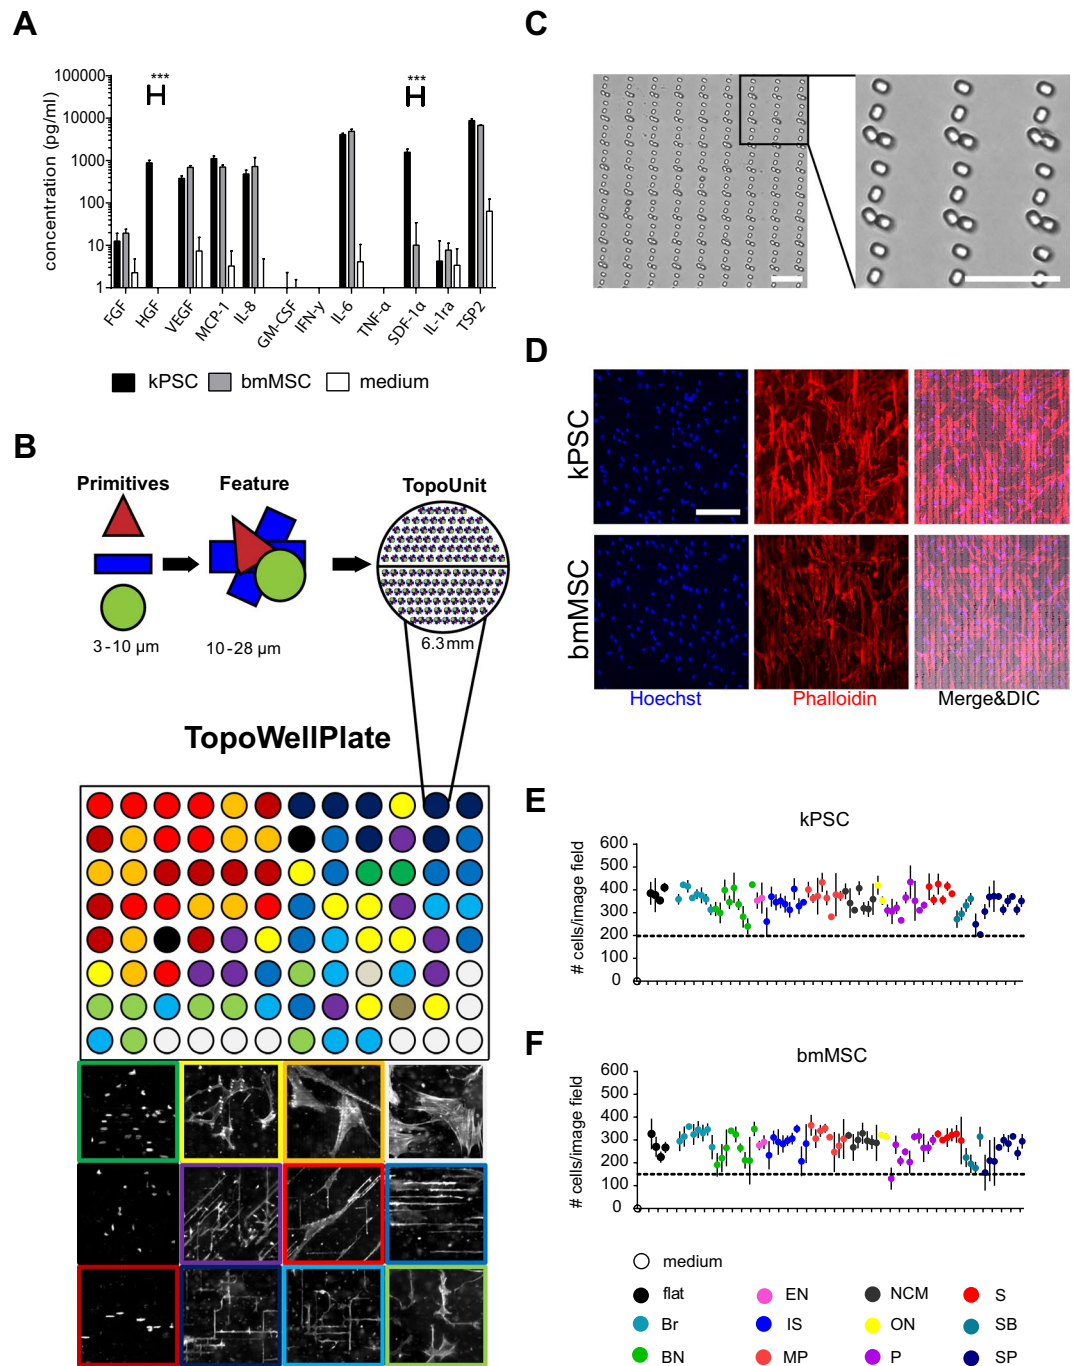 A
***
***
100000
10000
1000
100
10
1
concentration (pg/ml)
FGF
HGF
VEGF
MCP-1
IL-8
GM-CSF
IFN-y
IL-6
TNF-α
SDF-1α
IL-1ra
TSP2
kPSC
bmMSC
medium
B
Primitives
Feature
TopoUnit
3-10 µm
10-28 µm
6.3mm
TopoWellPlate
C
D
kPSC
bmMSC
Hoechst
Phalloidin
Merge&DIC
E
kPSC
# cells/image field
600
500
400
300
200
100
0
F
bmMSC
# cells/image field
600
500
400
300
200
100
0
medium
flat
EN
NCM
S
Br
IS
ON
SB
BN
MP
P
SP